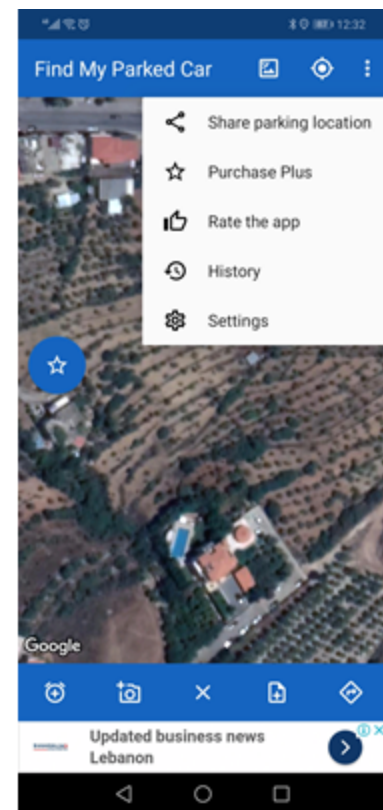 12:32
Find My Parked Car
Share parking location
Purchase Plus
Rate the app
History
Settings
Google
Updated business news
Lebanon